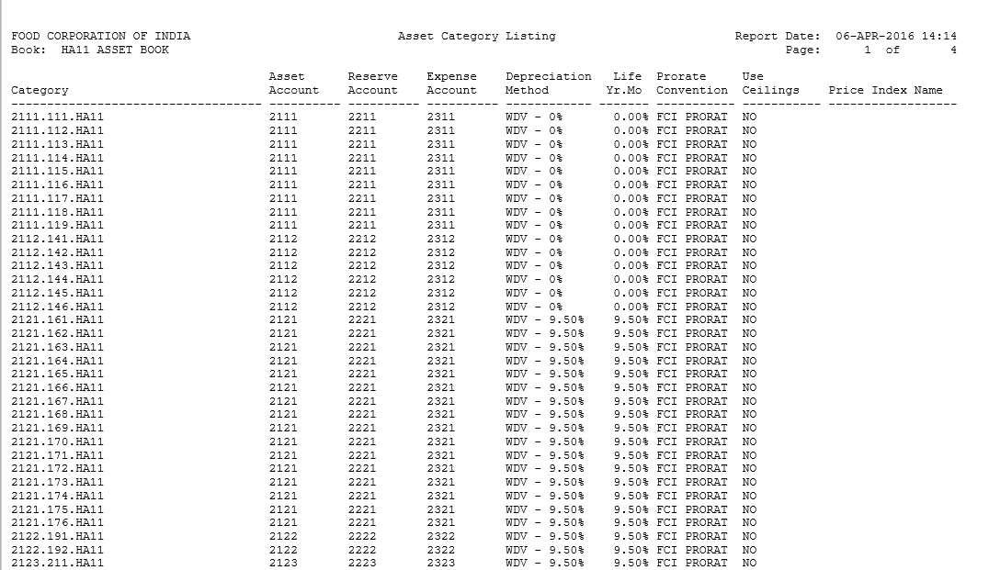 FOOD CORPORATION OF INDIA Asset Category Listing Report Date: 06-APR-2016 14:14
Book: HA11 ASSET BOOK Page: 1 of 4
Asset Reserve Expense Depreciation Life Prorate Use
Category Account Account Account Method Yr.Mo Convention Ceilings Price Index Name
2111.111.HA11 2111 2211 2311 WDV - 0% 0.00% FCI PRORAT NO
2111.112.HA11 2111 2211 2311 WDV - 0% 0.00% FCI PRORAT NO
2111.113.HA11 2111 2211 2311 WDV - 0% 0.00% FCI PRORAT NO
2111.114.HA11 2111 2211 2311 WDV - 0% 0.00% FCI PRORAT NO
2111.115.HA11 2111 2211 2311 WDV - 0% 0.00% FCI PRORAT NO
2111.116.HA11 2111 2211 2311 WDV - 0% 0.00% FCI PRORAT NO
2111.117.HA11 2111 2211 2311 WDV - 0% 0.00% FCI PRORAT NO
2111.118.HA11 2111 2211 2311 WDV - 0% 0.00% FCI PRORAT NO
2111.119.HA11 2111 2211 2311 WDV - 0% 0.00% FCI PRORAT NO
2112.141.HA11 2112 2212 2312 WDV - 0% 0.00% FCI PRORAT NO
2112.142.HA11 2112 2212 2312 WDV - 0% 0.00% FCI PRORAT NO
2112.143.HA11 2112 2212 2312 WDV - 0% 0.00% FCI PRORAT NO
2112.144.HA11 2112 2212 2312 WDV - 0% 0.00% FCI PRORAT NO
2112.145.HA11 2112 2212 2312 WDV - 0% 0.00% FCI PRORAT NO
2112.146.HA11 2112 2212 2312 WDV - 0% 0.00% FCI PRORAT NO
2121.161.HA11 2121 2221 2321 WDV - 9.50% 9.50% FCI PRORAT NO
2121.162.HA11 2121 2221 2321 WDV - 9.50% 9.50% FCI PRORAT NO
2121.163.HA11 2121 2221 2321 WDV - 9.50% 9.50% FCI PRORAT NO
2121.164.HA11 2121 2221 2321 WDV - 9.50% 9.50% FCI PRORAT NO
2121.165.HA11 2121 2221 2321 WDV - 9.50% 9.50% FCI PRORAT NO
2121.166.HA11 2121 2221 2321 WDV - 9.50% 9.50% FCI PRORAT NO
2121.167.HA11 2121 2221 2321 WDV - 9.50% 9.50% FCI PRORAT NO
2121.168.HA11 2121 2221 2321 WDV - 9.50% 9.50% FCI PRORAT NO
2121.169.HA11 2121 2221 2321 WDV - 9.50% 9.50% FCI PRORAT NO
2121.170.HA11 2121 2221 2321 WDV - 9.50% 9.50% FCI PRORAT NO
2121.171.HA11 2121 2221 2321 WDV - 9.50% 9.50% FCI PRORAT NO
2121.172.HA11 2121 2221 2321 WDV - 9.50% 9.50% FCI PRORAT NO
2121.173.HA11 2121 2221 2321 WDV - 9.50% 9.50% FCI PRORAT NO
2121.174.HA11 2121 2221 2321 WDV - 9.50% 9.50% FCI PRORAT NO
2121.175.HA11 2121 2221 2321 WDV - 9.50% 9.50% FCI PRORAT NO
2121.176.HA11 2121 2221 2321 WDV - 9.50% 9.50% FCI PRORAT NO
2122.191.HA11 2122 2222 2322 WDV - 9.50% 9.50% FCI PRORAT NO
2122.192.HA11 2122 2222 2322 WDV - 9.50% 9.50% FCI PRORAT NO
2123.211.HA11 2123 2223 2323 WDV - 9.50% 9.50% FCI PRORAT NO